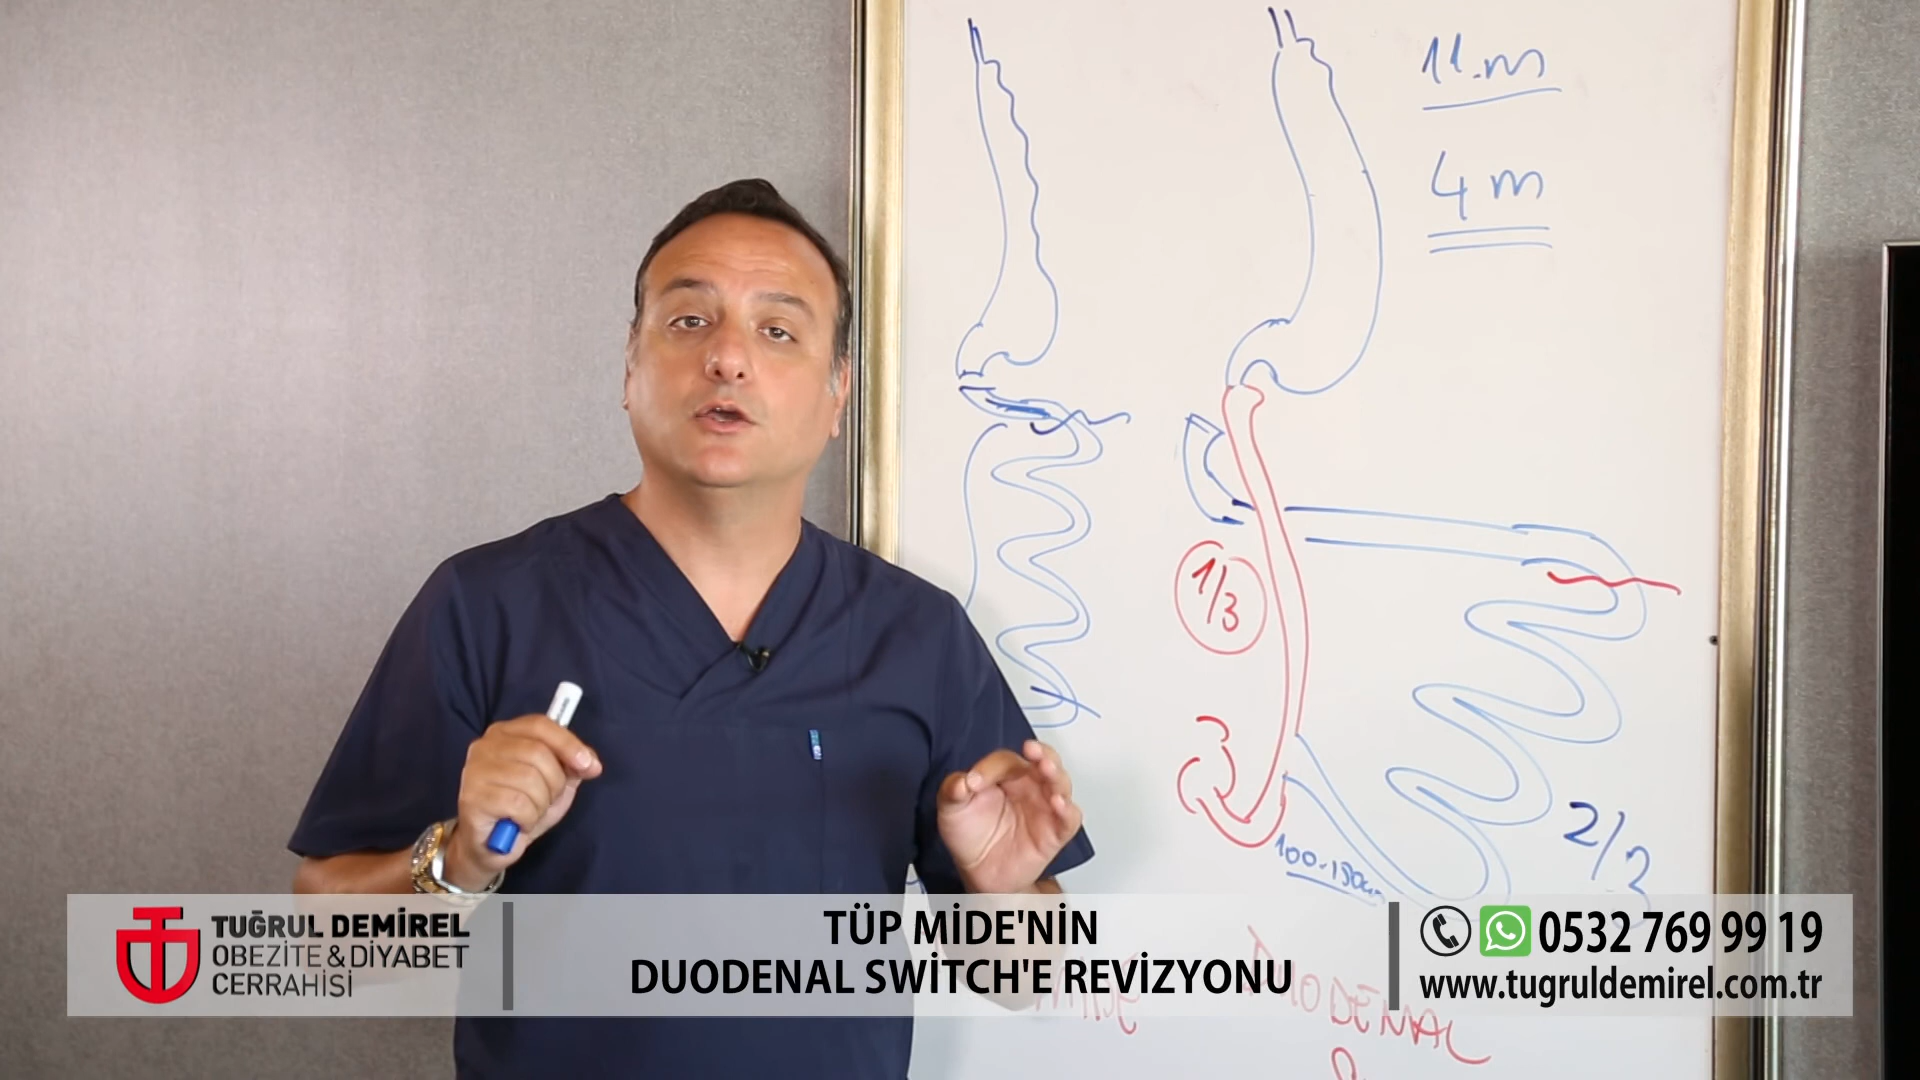 11.m
4 m
1/3
2/3
100-150cm
DUODENAL
TUĞRUL DEMİREL
OBEZİTE & DİYABET
CERRAHİSİ
TÜP MİDE'NİN
DUODENAL SWİTCH'E REVİZYONU
0532 769 99 19
www.tugruldemirel.com.tr